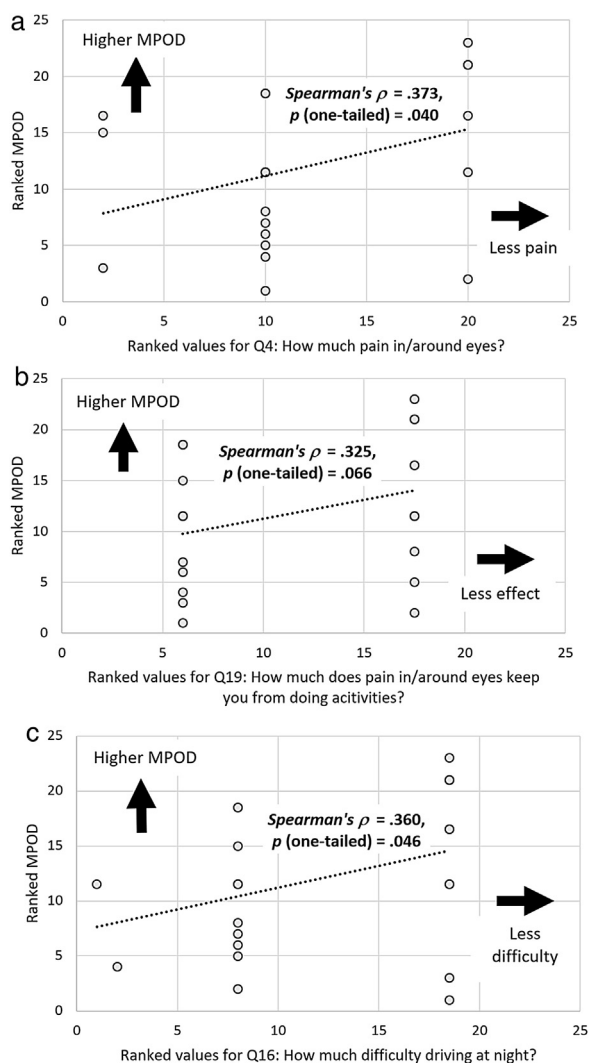 a
Higher MPOD
Spearman's ρ = .373,
p (one-tailed) = .040
Less pain
Ranked MPOD
25
20
15
10
5
0
0 5 10 15 20 25
Ranked values for Q4: How much pain in/around eyes?
b
Higher MPOD
Spearman's ρ = .325,
p (one-tailed) = .066
Less effect
Ranked MPOD
25
20
15
10
5
0
0 5 10 15 20 25
Ranked values for Q19: How much does pain in/around eyes keep
you from doing acitivities?
c
Higher MPOD
Spearman's ρ = .360,
p (one-tailed) = .046
Less
difficulty
Ranked MPOD
25
20
15
10
5
0
0 5 10 15 20 25
Ranked values for Q16: How much difficulty driving at night?